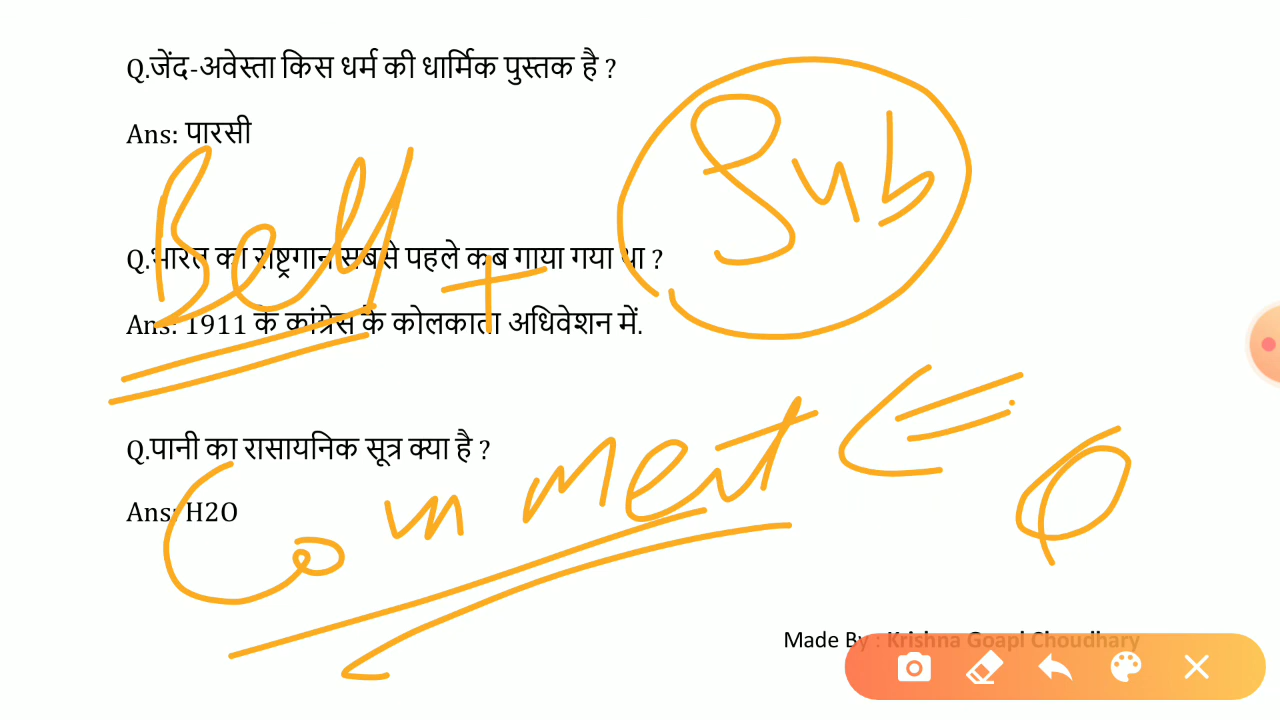 Q.जेंद-अवेस्ता किस धर्म की धार्मिक पुस्तक है ?
Ans: पारसी
Q.भारत का राष्ट्रगान सबसे पहले कब गाया गया था ?
Ans: 1911 के कांग्रेस के कोलकाता अधिवेशन में.
Q.पानी का रासायनिक सूत्र क्या है ?
Ans: H2O
Bell + Sub
Comment
Q
Made By : Krishna Goapl Choudhary